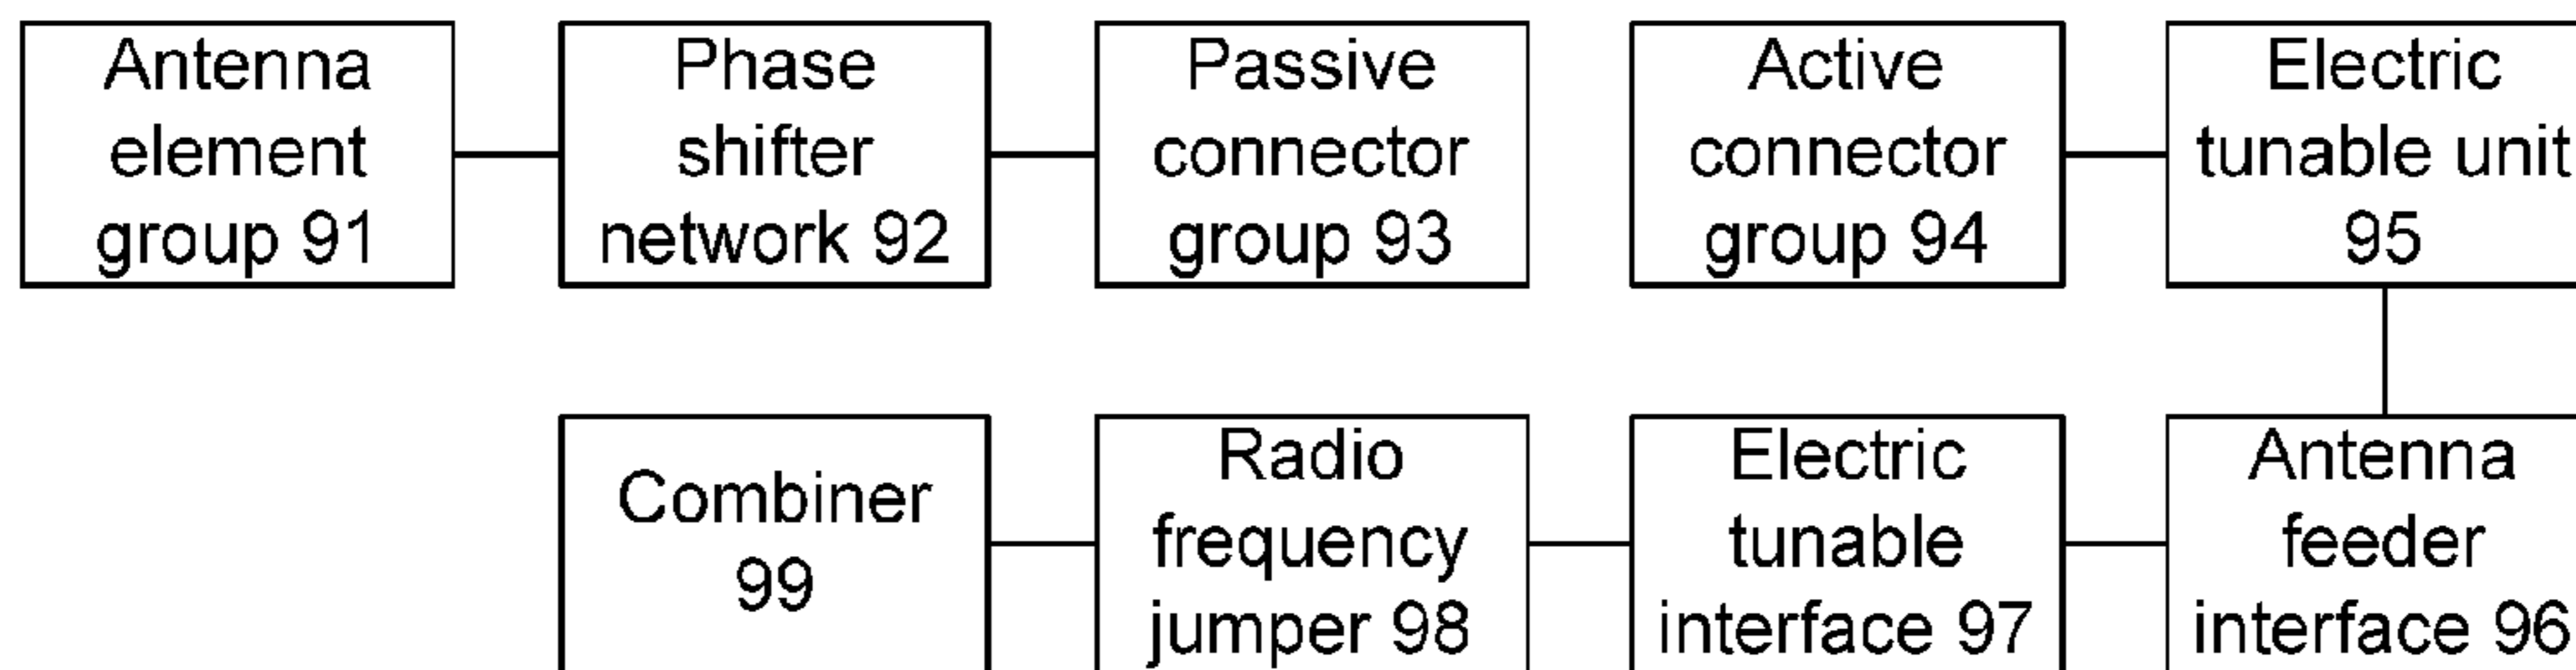 Antenna
element
group 91
Phase
shifter
network 92
Passive
connector
group 93
Active
connector
group 94
Electric
tunable unit
95
Combiner
99
Radio
frequency
jumper 98
Electric
tunable
interface 97
Antenna
feeder
interface 96